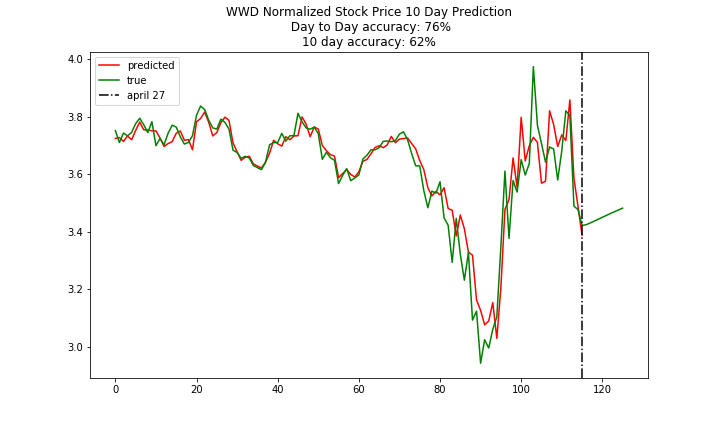 WWD Normalized Stock Price 10 Day Prediction
Day to Day accuracy: 76%
10 day accuracy: 62%
predicted
true
april 27
4.0
3.8
3.6
3.4
3.2
3.0
0 20 40 60 80 100 120